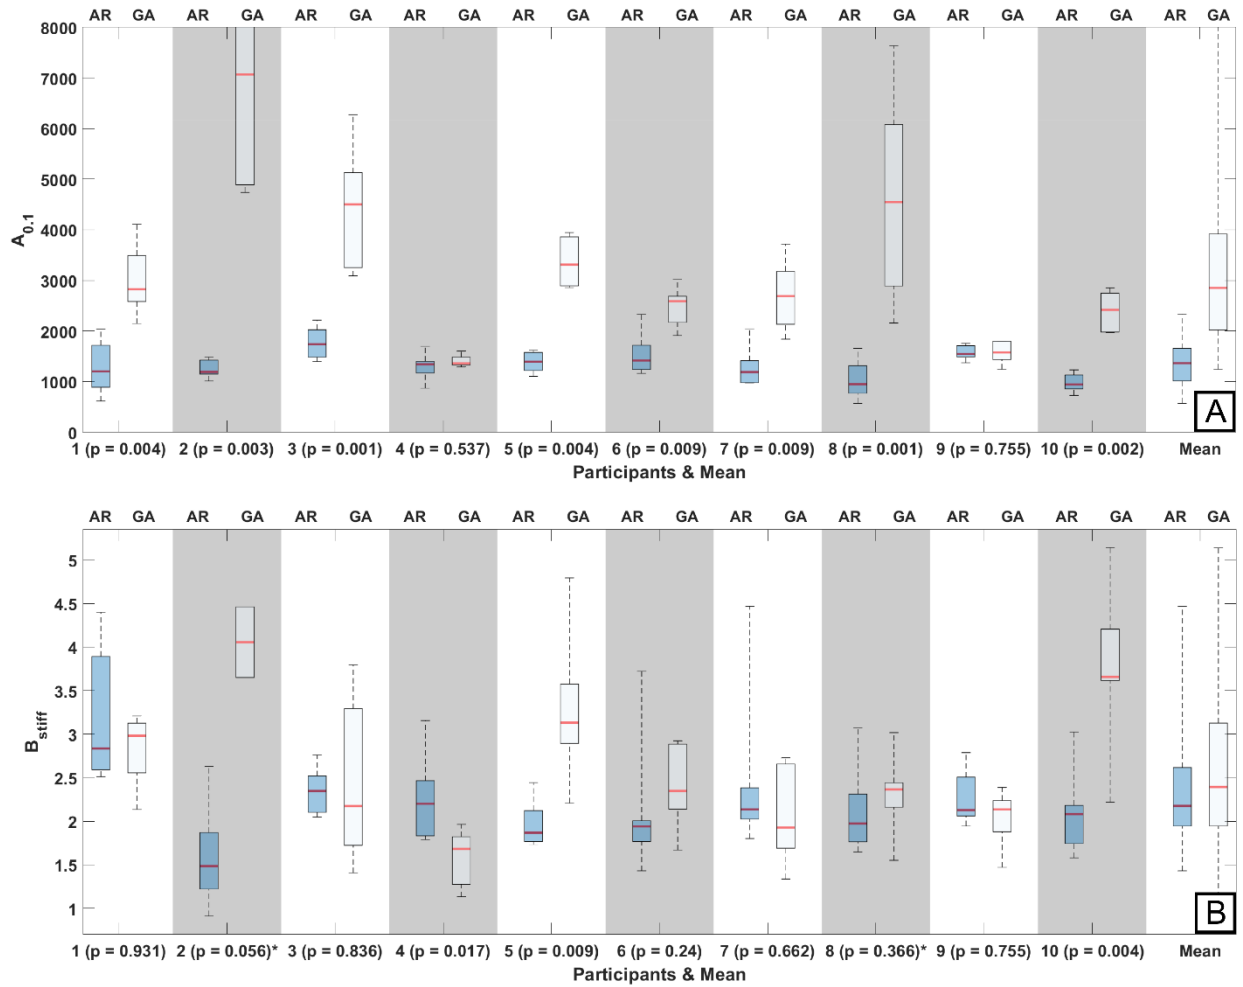 AR GA AR GA AR GA AR GA AR GA AR GA AR GA AR GA AR GA AR GA AR GA
8000
7000
6000
5000
4000
3000
2000
1000
0
A0.1
A
1 (p = 0.004) 2 (p = 0.003) 3 (p = 0.001) 4 (p = 0.537) 5 (p = 0.004) 6 (p = 0.009) 7 (p = 0.009) 8 (p = 0.001) 9 (p = 0.755) 10 (p = 0.002) Mean
Participants & Mean
AR GA AR GA AR GA AR GA AR GA AR GA AR GA AR GA AR GA AR GA AR GA
5
4.5
4
3.5
3
2.5
2
1.5
1
Bstiff
B
1 (p = 0.931) 2 (p = 0.056)* 3 (p = 0.836) 4 (p = 0.017) 5 (p = 0.009) 6 (p = 0.24) 7 (p = 0.662) 8 (p = 0.366)* 9 (p = 0.755) 10 (p = 0.004) Mean
Participants & Mean